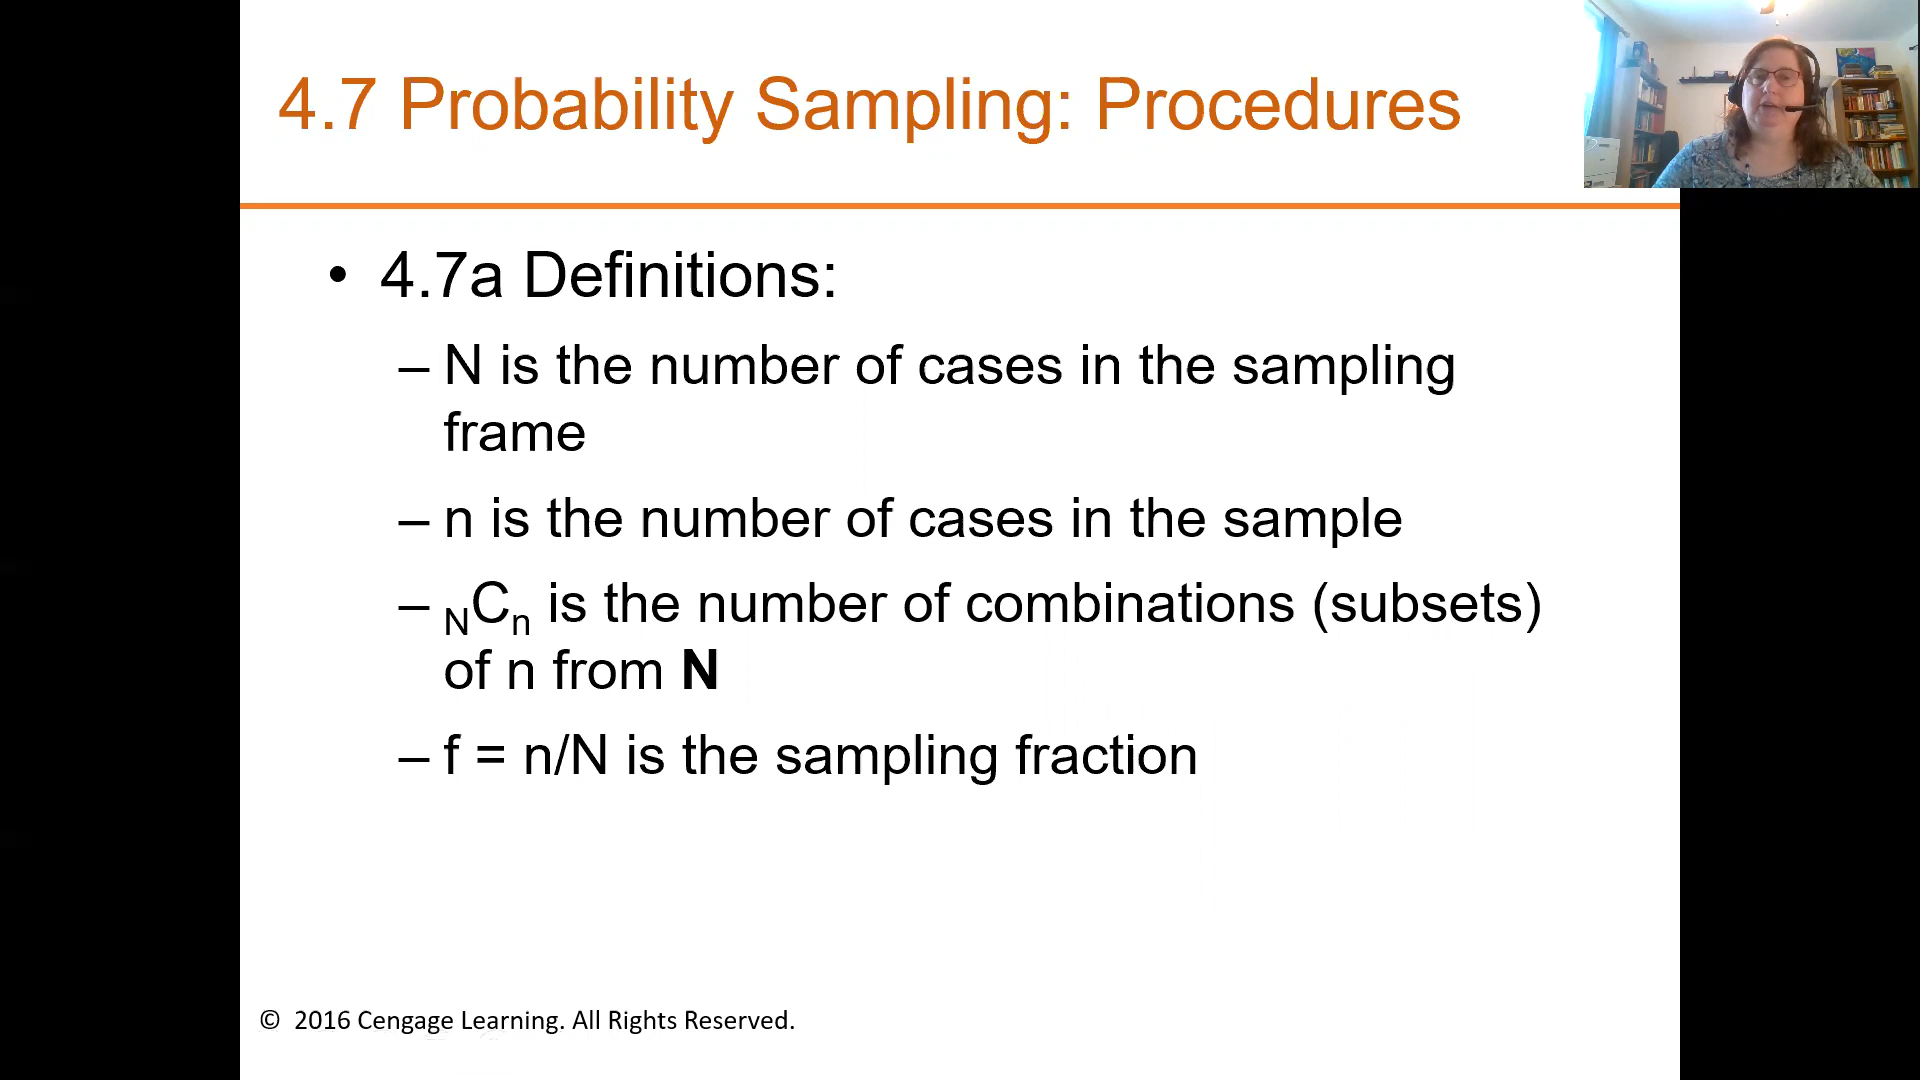 4.7 Probability Sampling: Procedures
• 4.7a Definitions:
– N is the number of cases in the sampling
frame
– n is the number of cases in the sample
– NCn is the number of combinations (subsets)
of n from N
– f = n/N is the sampling fraction
© 2016 Cengage Learning. All Rights Reserved.